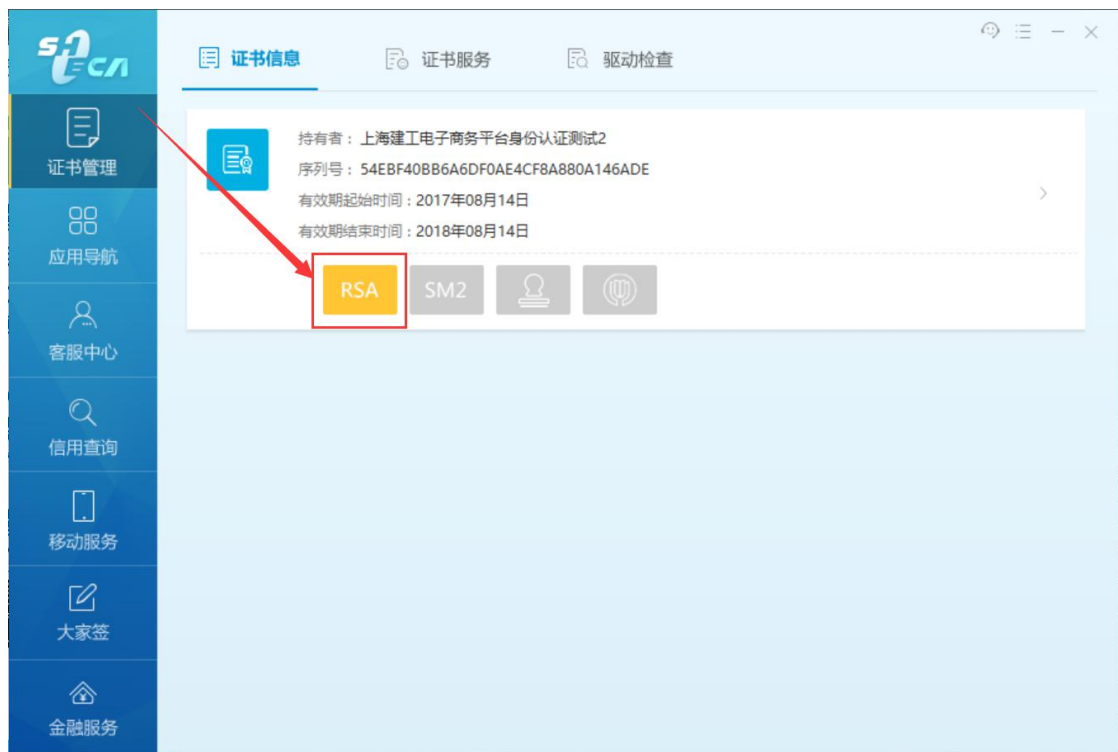 SHECA
证书信息
证书服务
驱动检查
证书管理
应用导航
客服中心
信用查询
移动服务
大家签
金融服务
持有者：上海建工电子商务平台身份认证测试2
序列号：54EBF40BB6A6DF0AE4CF8A880A146ADE
有效期起始时间：2017年08月14日
有效期结束时间：2018年08月14日
RSA
SM2